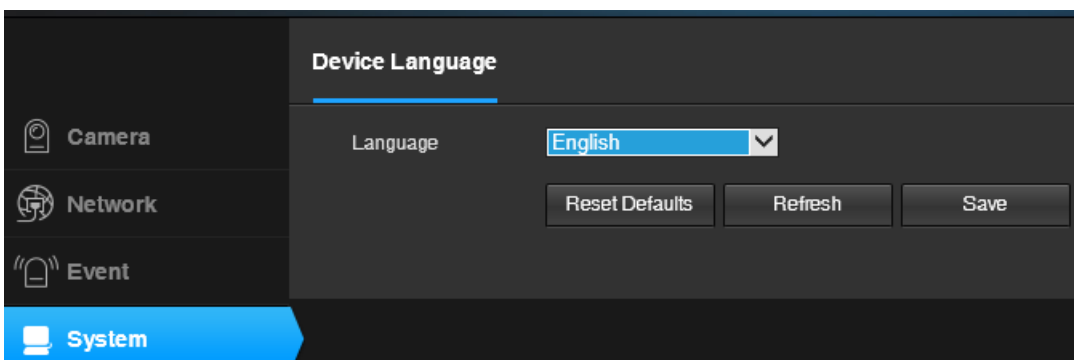 Device Language
Camera
Language English
Reset Defaults Refresh Save
Network
Event
System